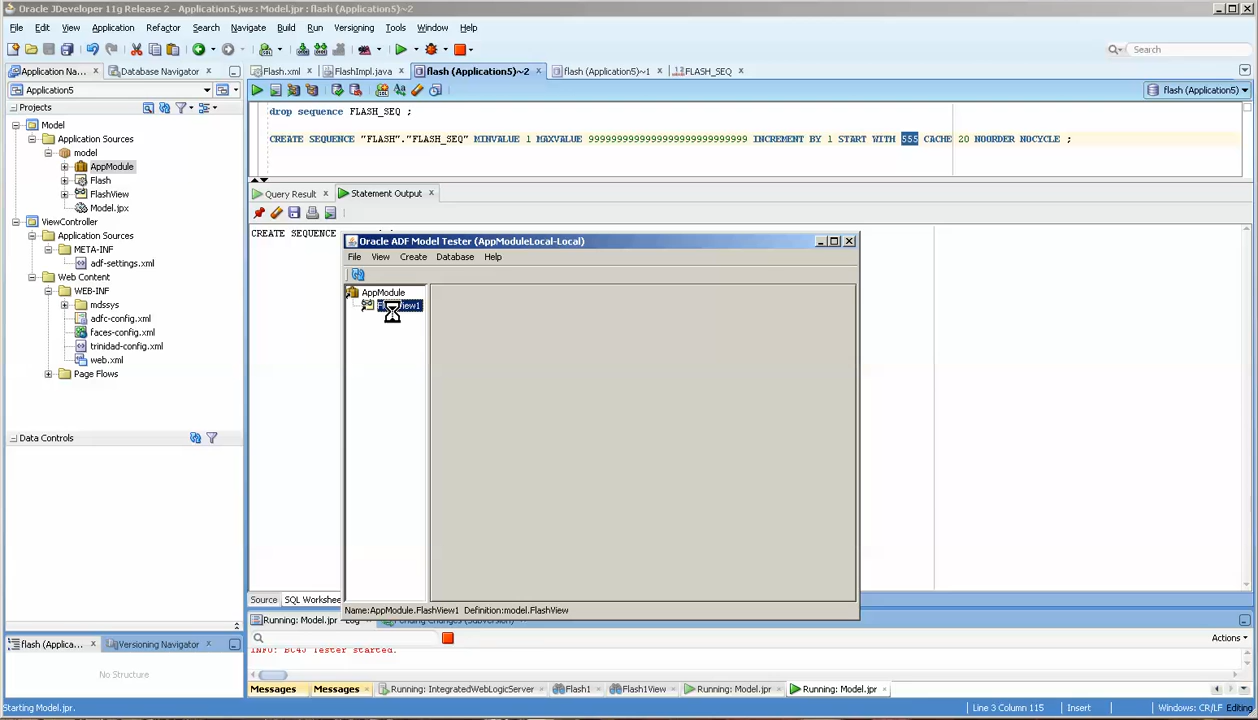 Oracle JDeveloper 11g Release 2 - Application5.jws : Model.jpr : flash (Application5)~2
File Edit View Application Refactor Search Navigate Build Run Versioning Tools Window Help
Search
Application Na... Database Navigator
Flash.xml FlashImpl.java flash (Application5)~2 flash (Application5)~1 FLASH_SEQ
Application5
flash (Application5)
Projects
Model
Application Sources
model
AppModule
Flash
FlashView
Model.jpx
ViewController
Application Sources
META-INF
adf-settings.xml
Web Content
WEB-INF
mdssys
adfc-config.xml
faces-config.xml
trinidad-config.xml
web.xml
Page Flows
Data Controls
flash (Applica... Versioning Navigator
No Structure
drop sequence FLASH_SEQ ;
CREATE SEQUENCE "FLASH"."FLASH_SEQ" MINVALUE 1 MAXVALUE 9999999999999999999999999999 INCREMENT BY 1 START WITH 555 CACHE 20 NOORDER NOCYCLE ;
Query Result Statement Output
CREATE SEQUENCE
Oracle ADF Model Tester (AppModuleLocal-Local)
File View Create Database Help
AppModule
Name:AppModule.FlashView1 Definition:model.FlashView
Source SQL Workshee
Running: Model.jpr
Actions
INFO: BC4J Tester started.
Messages Messages Running: IntegratedWebLogicServer Flash1 Flash1View Running: Model.jpr Running: Model.jpr
Starting Model.jpr.
Line 3 Column 115 Insert Windows: CR/LF Editing